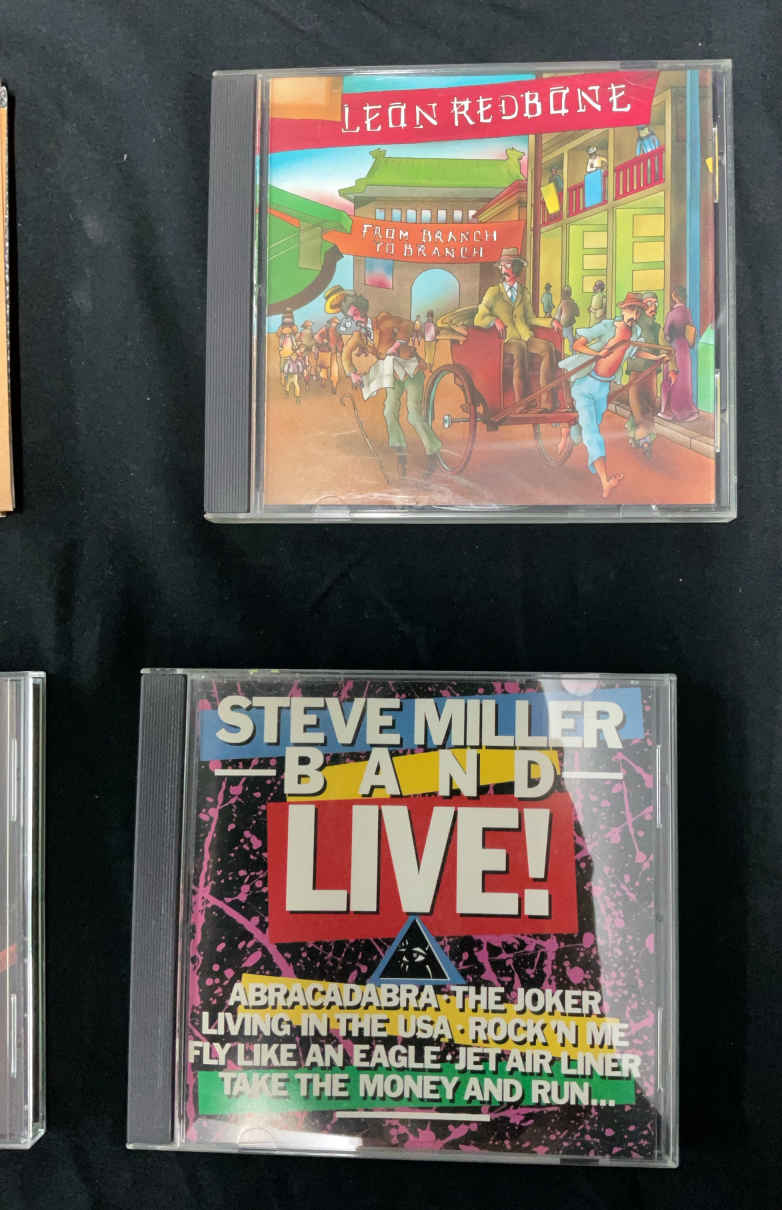 LEON REDBONE
FROM BRANCH
TO BRANCH
STEVE MILLER
BAND
LIVE!
ABRACADABRA · THE JOKER
LIVING IN THE USA · ROCK 'N ME
FLY LIKE AN EAGLE · JET AIR LINER
TAKE THE MONEY AND RUN...